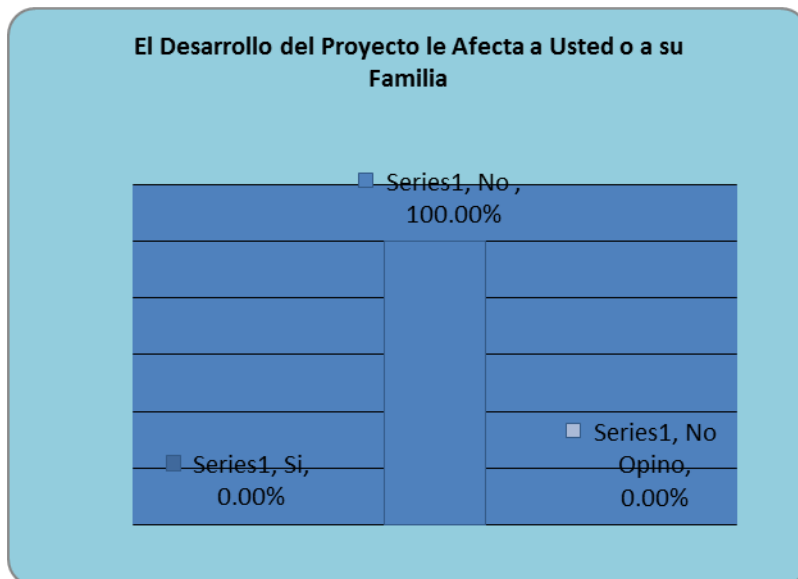 El Desarrollo del Proyecto le Afecta a Usted o a su
Familia
Series1, No ,
100.00%
Series1, Si,
0.00%
Series1, No
Opino,
0.00%